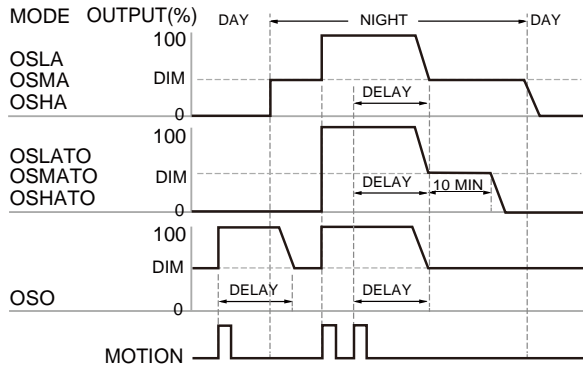 MODE OUTPUT(%) DAY NIGHT DAY
100
OSLA
OSMA DIM
OSHA DELAY
0
100
OSLATO
OSMATO DIM DELAY 10 MIN
OSHATO
0
100
DIM
DELAY DELAY
OSO 0
MOTION